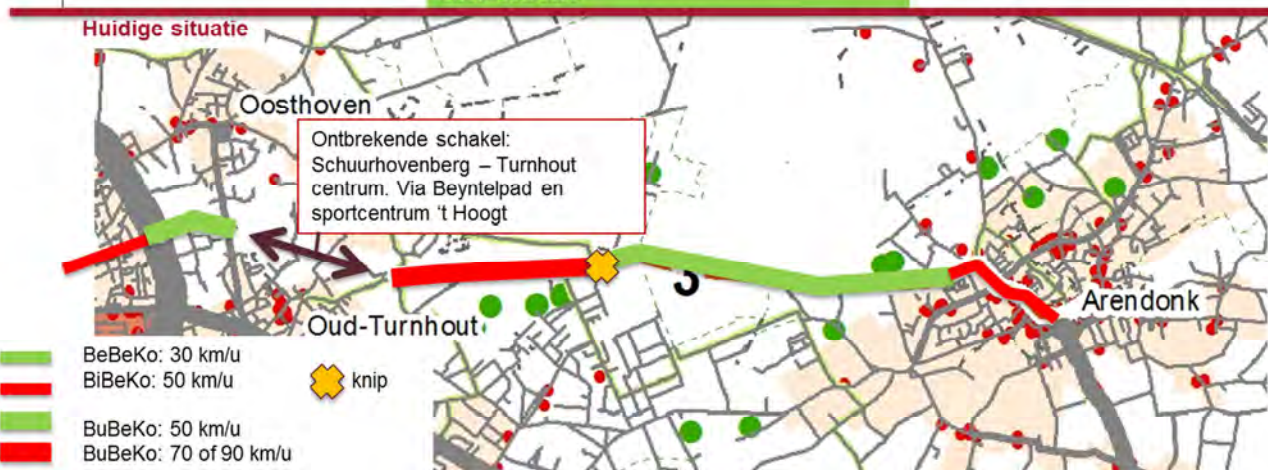 Huidige situatie
Oosthoven
Ontbrekende schakel:
Schuurhovenberg – Turnhout
centrum. Via Beyntelpad en
sportcentrum ‘t Hoogt
Arendonk
Oud-Turnhout
BeBeKo: 30 km/u
BiBeKo: 50 km/u
knip
BuBeKo: 50 km/u
BuBeKo: 70 of 90 km/u